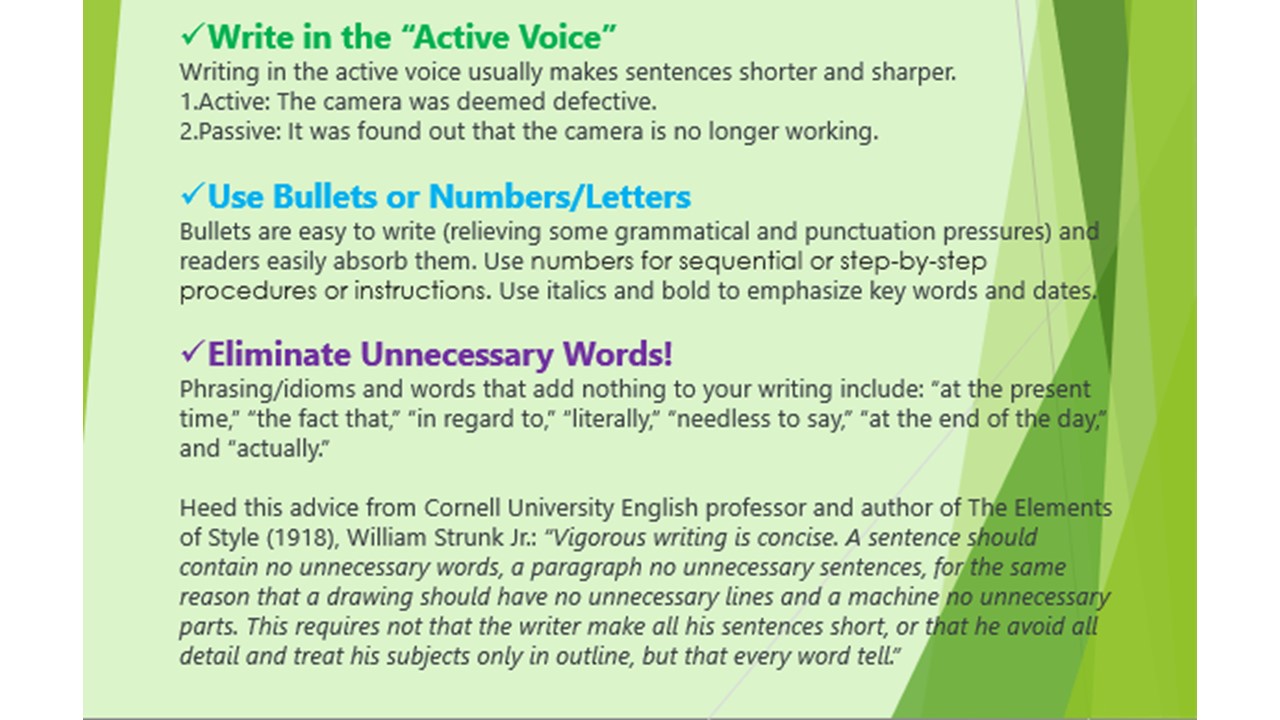 ✓Write in the “Active Voice”
Writing in the active voice usually makes sentences shorter and sharper.
1.Active: The camera was deemed defective.
2.Passive: It was found out that the camera is no longer working.
✓Use Bullets or Numbers/Letters
Bullets are easy to write (relieving some grammatical and punctuation pressures) and
readers easily absorb them. Use numbers for sequential or step-by-step
procedures or instructions. Use italics and bold to emphasize key words and dates.
✓Eliminate Unnecessary Words!
Phrasing/idioms and words that add nothing to your writing include: “at the present
time,” “the fact that,” “in regard to,” “literally,” “needless to say,” “at the end of the day,”
and “actually.”
Heed this advice from Cornell University English professor and author of The Elements
of Style (1918), William Strunk Jr.: “Vigorous writing is concise. A sentence should
contain no unnecessary words, a paragraph no unnecessary sentences, for the same
reason that a drawing should have no unnecessary lines and a machine no unnecessary
parts. This requires not that the writer make all his sentences short, or that he avoid all
detail and treat his subjects only in outline, but that every word tell.”